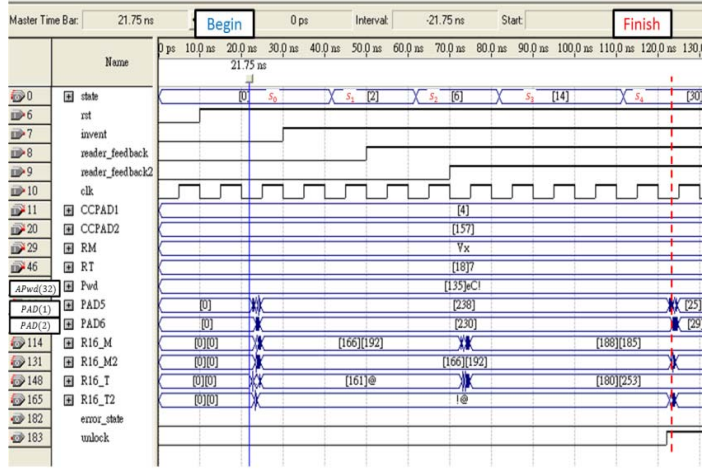 Master Time Bar: 21.75 ns Begin 0 ps Interval: -21.75 ns Start: Finish
Name 0 ps 10.0 ns 20.0 ns 30.0 ns 40.0 ns 50.0 ns 60.0 ns 70.0 ns 80.0 ns 90.0 ns 100.0 ns 110.0 ns 120.0 ns 130.
21.75 ns
0 state [0] S0 S1 [2] S2 [6] S3 [14] S4 [30]
6 rst
7 invent
8 reader_feedback
9 reader_feedback2
10 clk
11 CCPAD1 [4]
20 CCPAD2 [157]
29 RM Vx
46 RT [18]7
APwd(32) Pwd [135]eC!
PAD(1) PAD5 [0] [238] [25]
PAD(2) PAD6 [0] [230] [29
114 R16_M [0][0] [166][192] [188][185]
131 R16_M2 [0][0] [166][192]
148 R16_T [0][0] [161]@ [180][253]
165 R16_T2 [0][0] !@
182 error_state
183 unlock